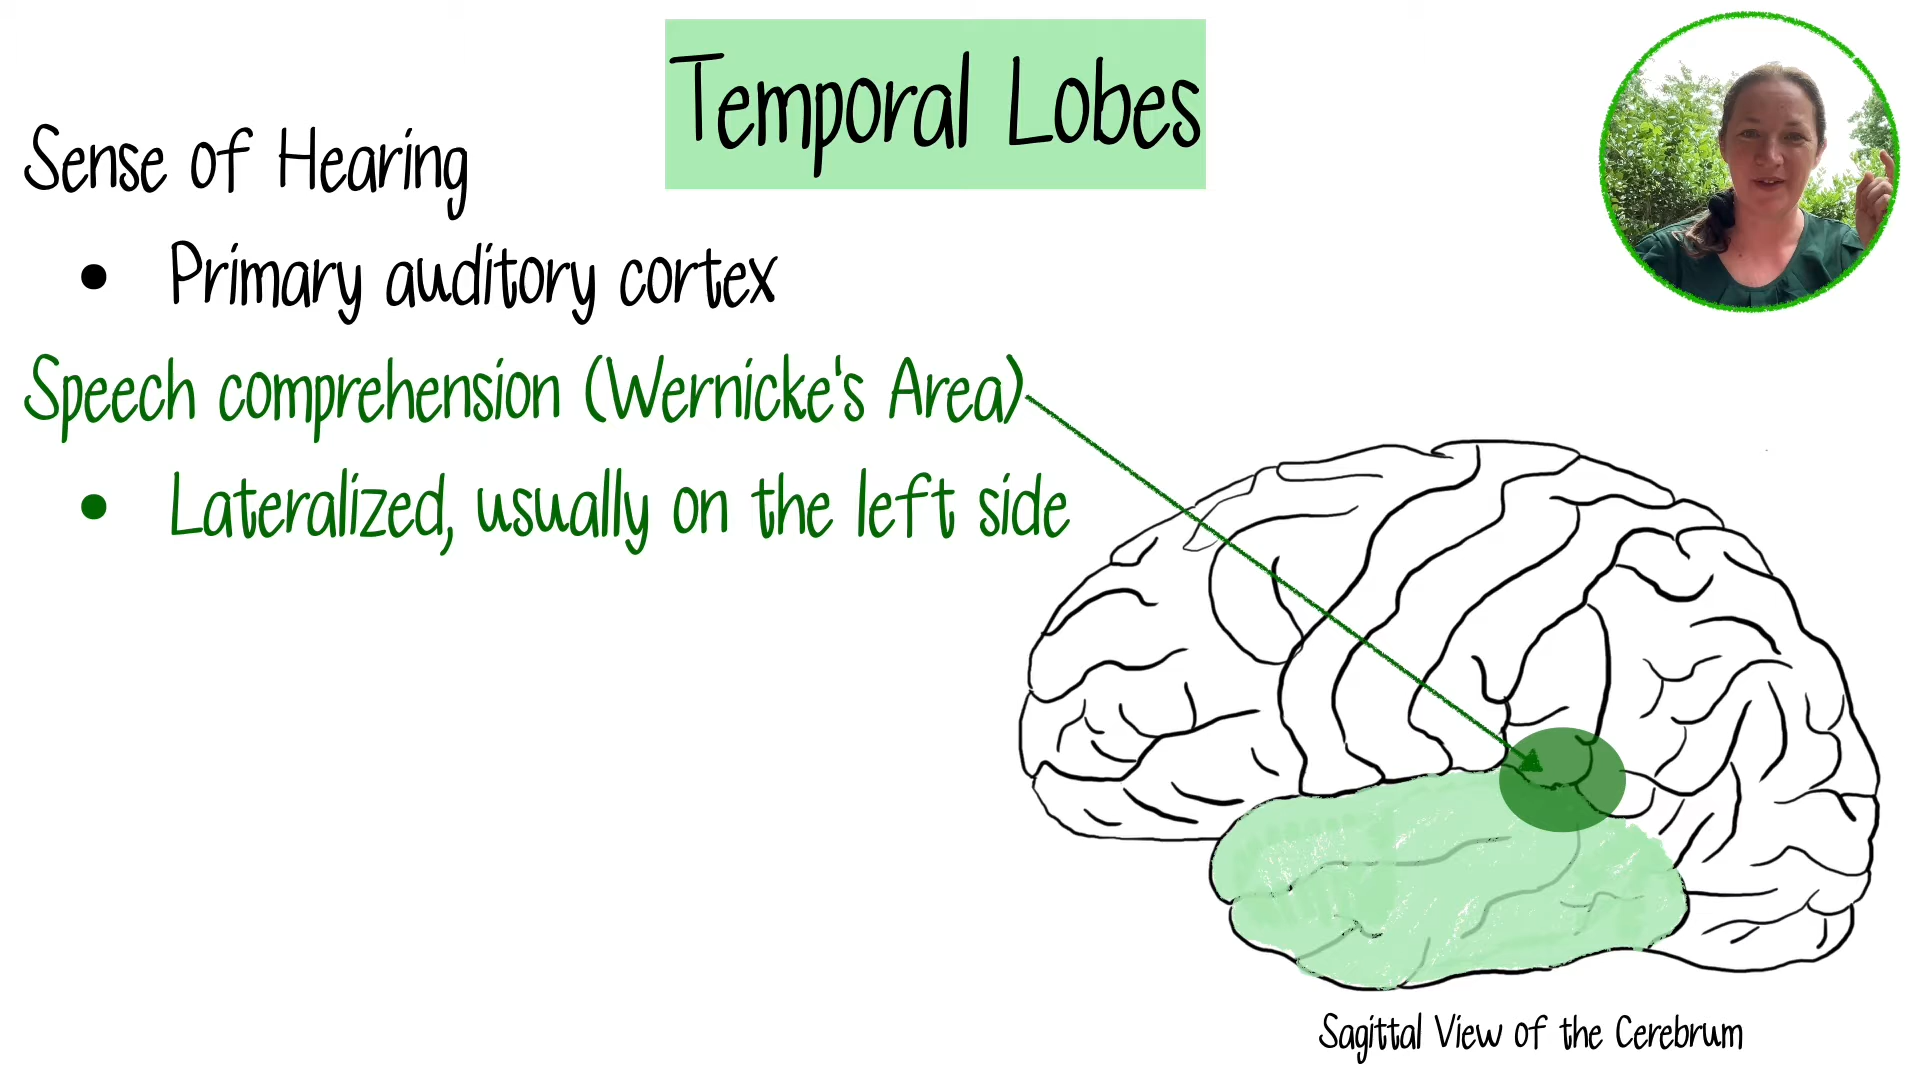 Temporal Lobes
Sense of Hearing
• Primary auditory cortex
Speech comprehension (Wernicke's Area)
• Lateralized, usually on the left side
Sagittal View of the Cerebrum